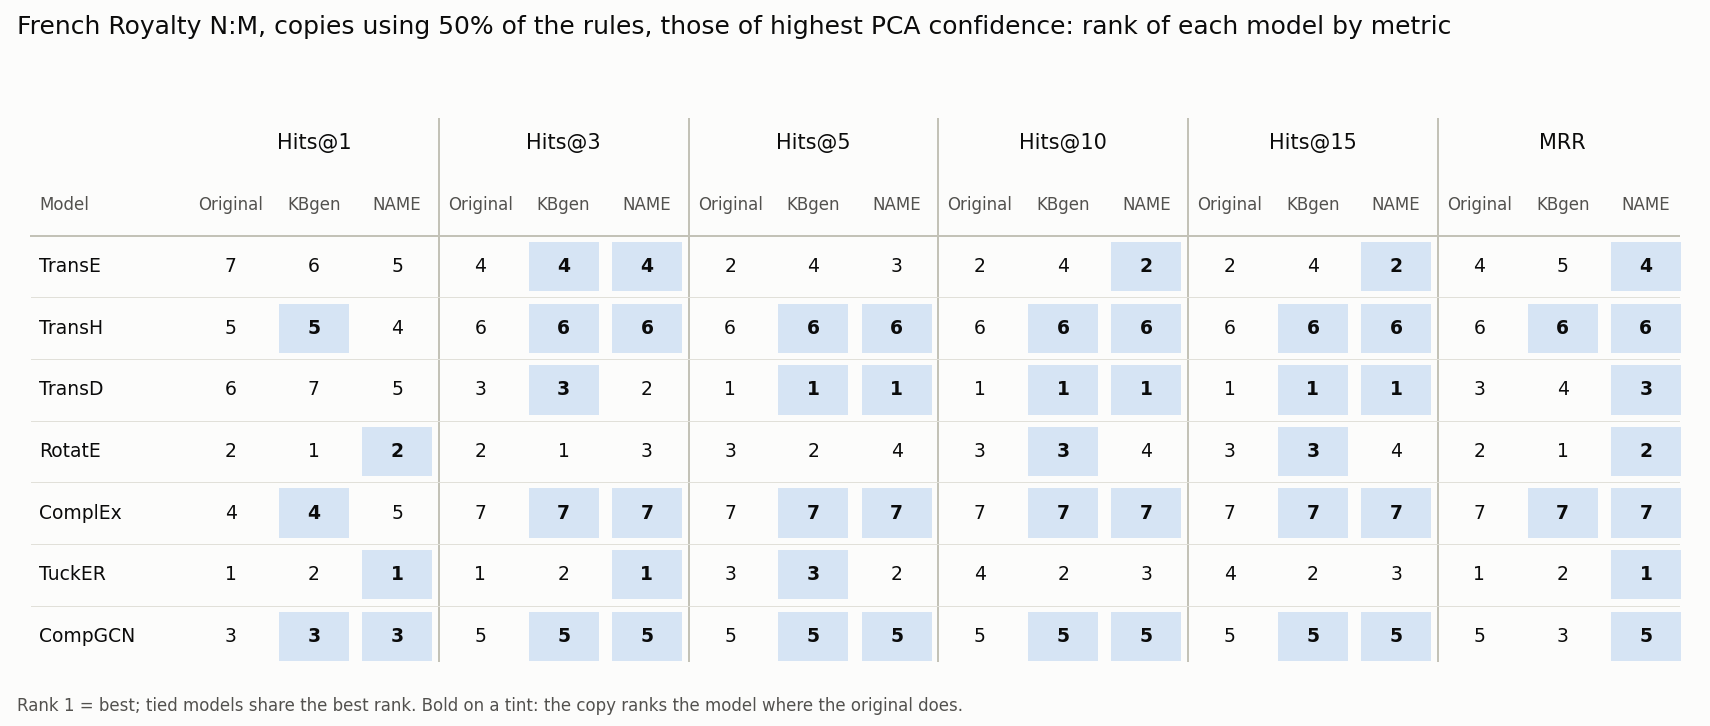 French Royalty N:M, copies using 50% of the rules, those of highest PCA confidence: rank of each model by metric
Hits@1 Hits@3 Hits@5 Hits@10 Hits@15 MRR
Model Original KBgen NAME Original KBgen NAME Original KBgen NAME Original KBgen NAME Original KBgen NAME Original KBgen NAME
TransE 7 6 5 4 4 4 2 4 3 2 4 2 2 4 2 4 5 4
TransH 5 5 4 6 6 6 6 6 6 6 6 6 6 6 6 6 6 6
TransD 6 7 5 3 3 2 1 1 1 1 1 1 1 1 1 3 4 3
RotatE 2 1 2 2 1 3 3 2 4 3 3 4 3 3 4 2 1 2
ComplEx 4 4 5 7 7 7 7 7 7 7 7 7 7 7 7 7 7 7
TuckER 1 2 1 1 2 1 3 3 2 4 2 3 4 2 3 1 2 1
CompGCN 3 3 3 5 5 5 5 5 5 5 5 5 5 5 5 5 3 5
Rank 1 = best; tied models share the best rank. Bold on a tint: the copy ranks the model where the original does.